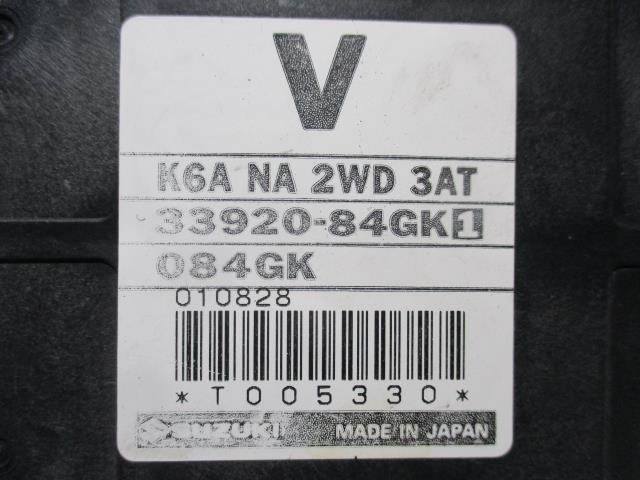 V
K6A NA 2WD 3AT
33920-84GK1
084GK
010828
*T005330*
SUZUKI MADE IN JAPAN